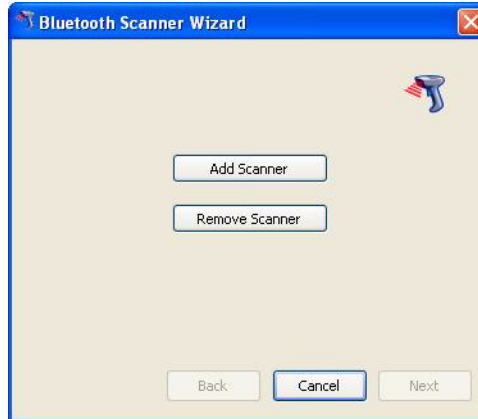 Bluetooth Scanner Wizard
Add Scanner
Remove Scanner
Back Cancel Next